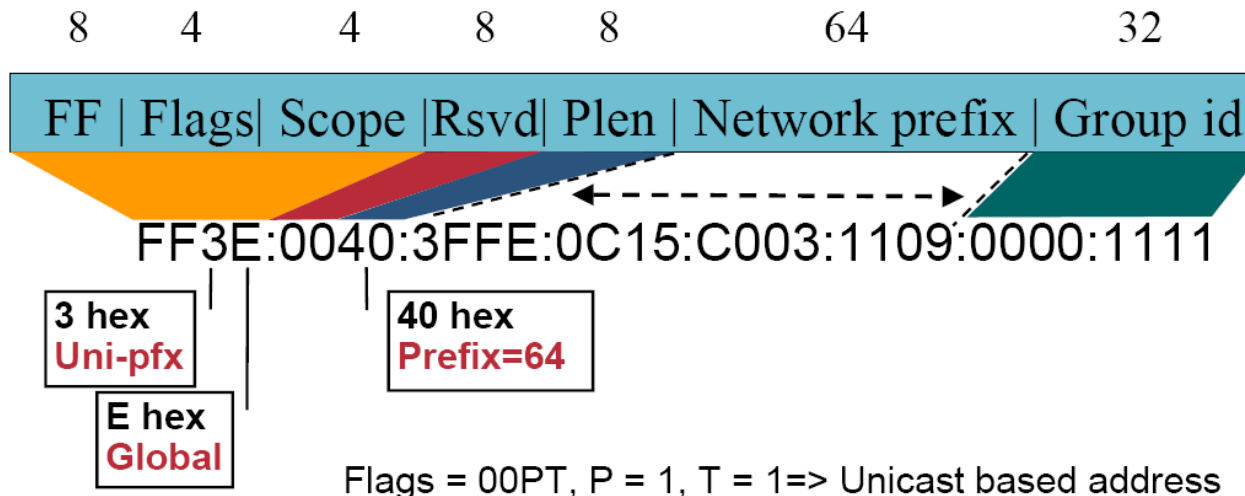 8 4 4 8 8 64 32
FF | Flags| Scope |Rsvd| Plen | Network prefix | Group id
FF3E:0040:3FFE:0C15:C003:1109:0000:1111
3 hex
Uni-pfx
40 hex
Prefix=64
E hex
Global
Flags = 00PT, P = 1, T = 1=> Unicast based address